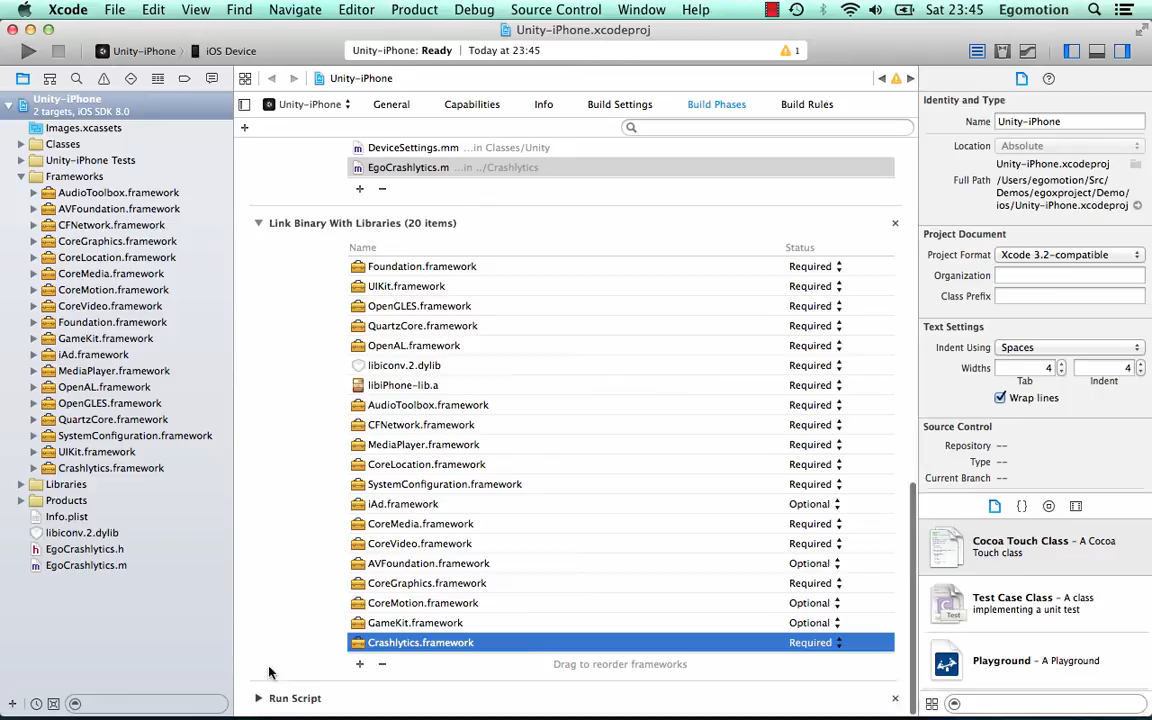 Xcode File Edit View Find Navigate Editor Product Debug Source Control Window Help Sat 23:45 Egomotion
Unity-iPhone.xcodeproj
Unity-iPhone iOS Device Unity-iPhone: Ready Today at 23:45 1
Unity-iPhone
Unity-iPhone
2 targets, iOS SDK 8.0
Images.xcassets
Classes
Unity-iPhone Tests
Frameworks
AudioToolbox.framework
AVFoundation.framework
CFNetwork.framework
CoreGraphics.framework
CoreLocation.framework
CoreMedia.framework
CoreMotion.framework
CoreVideo.framework
Foundation.framework
GameKit.framework
iAd.framework
MediaPlayer.framework
OpenAL.framework
OpenGLES.framework
QuartzCore.framework
SystemConfiguration.framework
UIKit.framework
Crashlytics.framework
Libraries
Products
Info.plist
libiconv.2.dylib
EgoCrashlytics.h
EgoCrashlytics.m
Unity-iPhone General Capabilities Info Build Settings Build Phases Build Rules
DeviceSettings.mm ...in Classes/Unity
EgoCrashlytics.m ...in ../Crashlytics
Link Binary With Libraries (20 items)
Name Status
Foundation.framework Required
UIKit.framework Required
OpenGLES.framework Required
QuartzCore.framework Required
OpenAL.framework Required
libiconv.2.dylib Required
libiPhone-lib.a Required
AudioToolbox.framework Required
CFNetwork.framework Required
MediaPlayer.framework Required
CoreLocation.framework Required
SystemConfiguration.framework Required
iAd.framework Optional
CoreMedia.framework Required
CoreVideo.framework Required
AVFoundation.framework Optional
CoreGraphics.framework Required
CoreMotion.framework Optional
GameKit.framework Optional
Crashlytics.framework Required
Drag to reorder frameworks
Run Script
Identity and Type
Name Unity-iPhone
Location Absolute
Unity-iPhone.xcodeproj
Full Path /Users/egomotion/Src/
Demos/egoxproject/Demo/
ios/Unity-iPhone.xcodeproj
Project Document
Project Format Xcode 3.2-compatible
Organization
Class Prefix
Text Settings
Indent Using Spaces
Widths 4 4
Tab Indent
Wrap lines
Source Control
Repository --
Type --
Current Branch --
{}
Cocoa Touch Class – A Cocoa
Touch class
Test Case Class – A class
implementing a unit test
Playground – A Playground